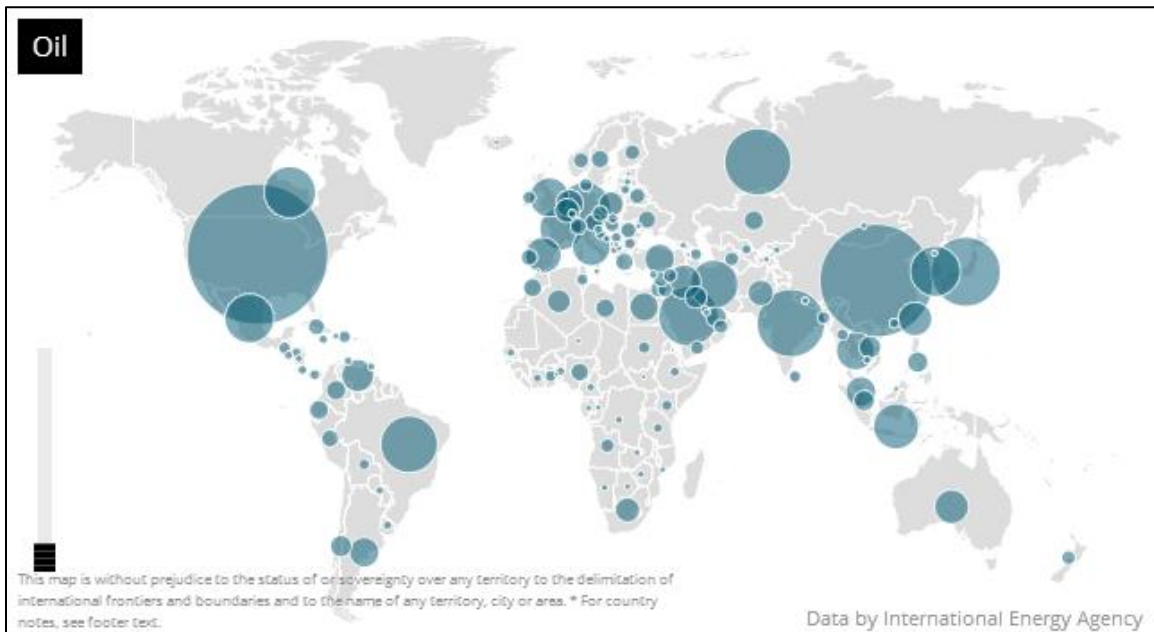 Oil
This map is without prejudice to the status of or sovereignty over any territory to the delimitation of
international frontiers and boundaries and to the name of any territory, city or area. * For country
notes, see footer text.
Data by International Energy Agency